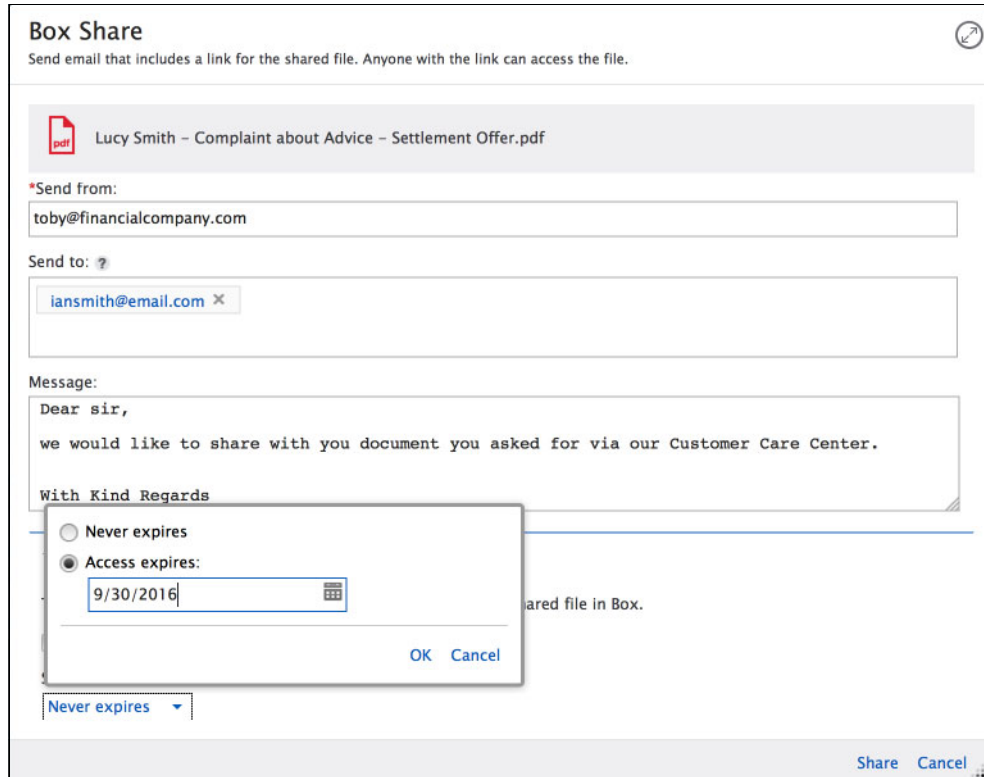 Box Share
Send email that includes a link for the shared file. Anyone with the link can access the file.
pdf
Lucy Smith – Complaint about Advice – Settlement Offer.pdf
*Send from:
toby@financialcompany.com
Send to: ?
iansmith@email.com ×
Message:
Dear sir,
we would like to share with you document you asked for via our Customer Care Center.
With Kind Regards
Never expires
Access expires:
9/30/2016
ared file in Box.
OK Cancel
Never expires
Share Cancel